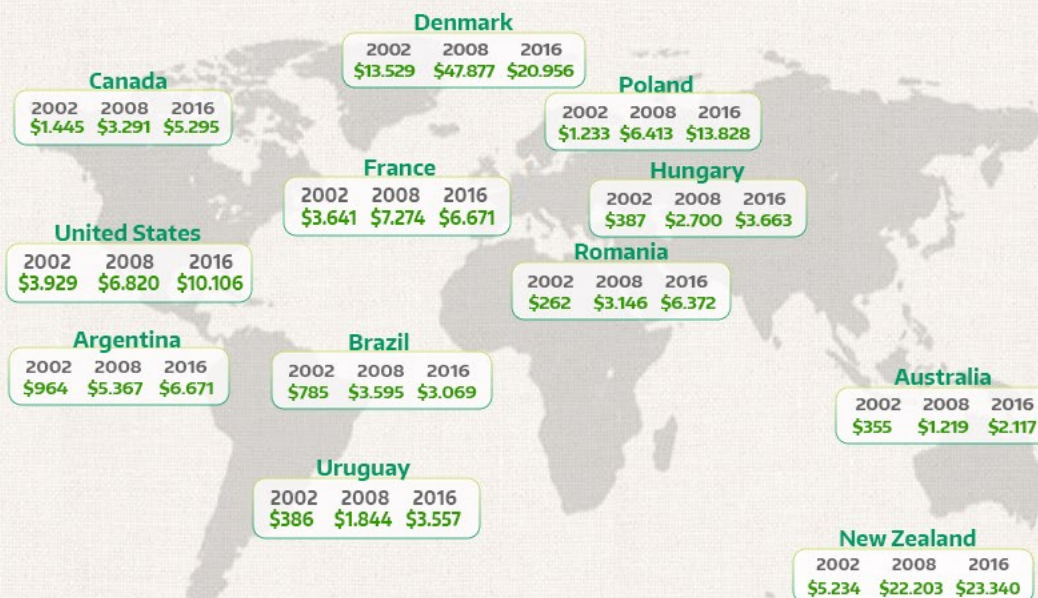 Denmark
2002 2008 2016
$13.529 $47.877 $20.956
Canada
2002 2008 2016
$1.445 $3.291 $5.295
Poland
2002 2008 2016
$1.233 $6.413 $13.828
France
2002 2008 2016
$3.641 $7.274 $6.671
Hungary
2002 2008 2016
$387 $2.700 $3.663
United States
2002 2008 2016
$3.929 $6.820 $10.106
Romania
2002 2008 2016
$262 $3.146 $6.372
Argentina
2002 2008 2016
$964 $5.367 $6.671
Brazil
2002 2008 2016
$785 $3.595 $3.069
Australia
2002 2008 2016
$355 $1.219 $2.117
Uruguay
2002 2008 2016
$386 $1.844 $3.557
New Zealand
2002 2008 2016
$5.234 $22.203 $23.340